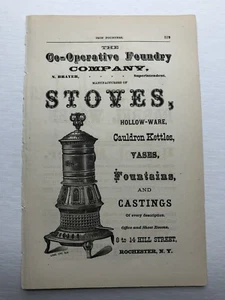 THE
Co-Operative Foundry
COMPANY,
Superintendent.
MANUFACTURERS OF
STOVES,
HOLLOW-WARE,
Cauldron Kettles,
VASES,
Fountains,
AND
CASTINGS
Of every description.
Office and Show Rooms,
8 to 14 HILL STREET,
ROCHESTER, N. Y.